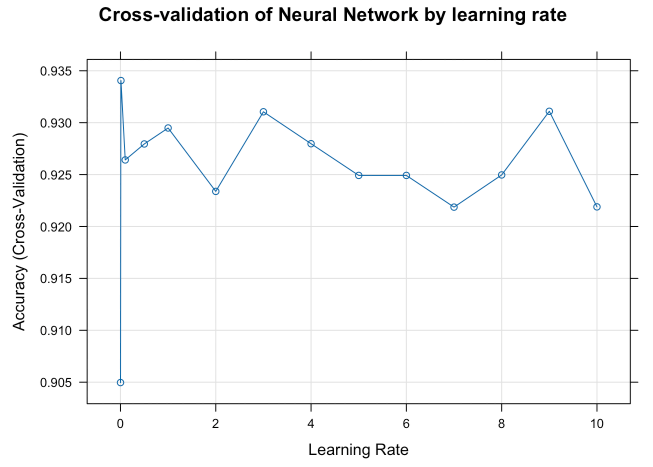 Cross-validation of Neural Network by learning rate
Accuracy (Cross-Validation)
0.935
0.930
0.925
0.920
0.915
0.910
0.905
0 2 4 6 8 10
Learning Rate